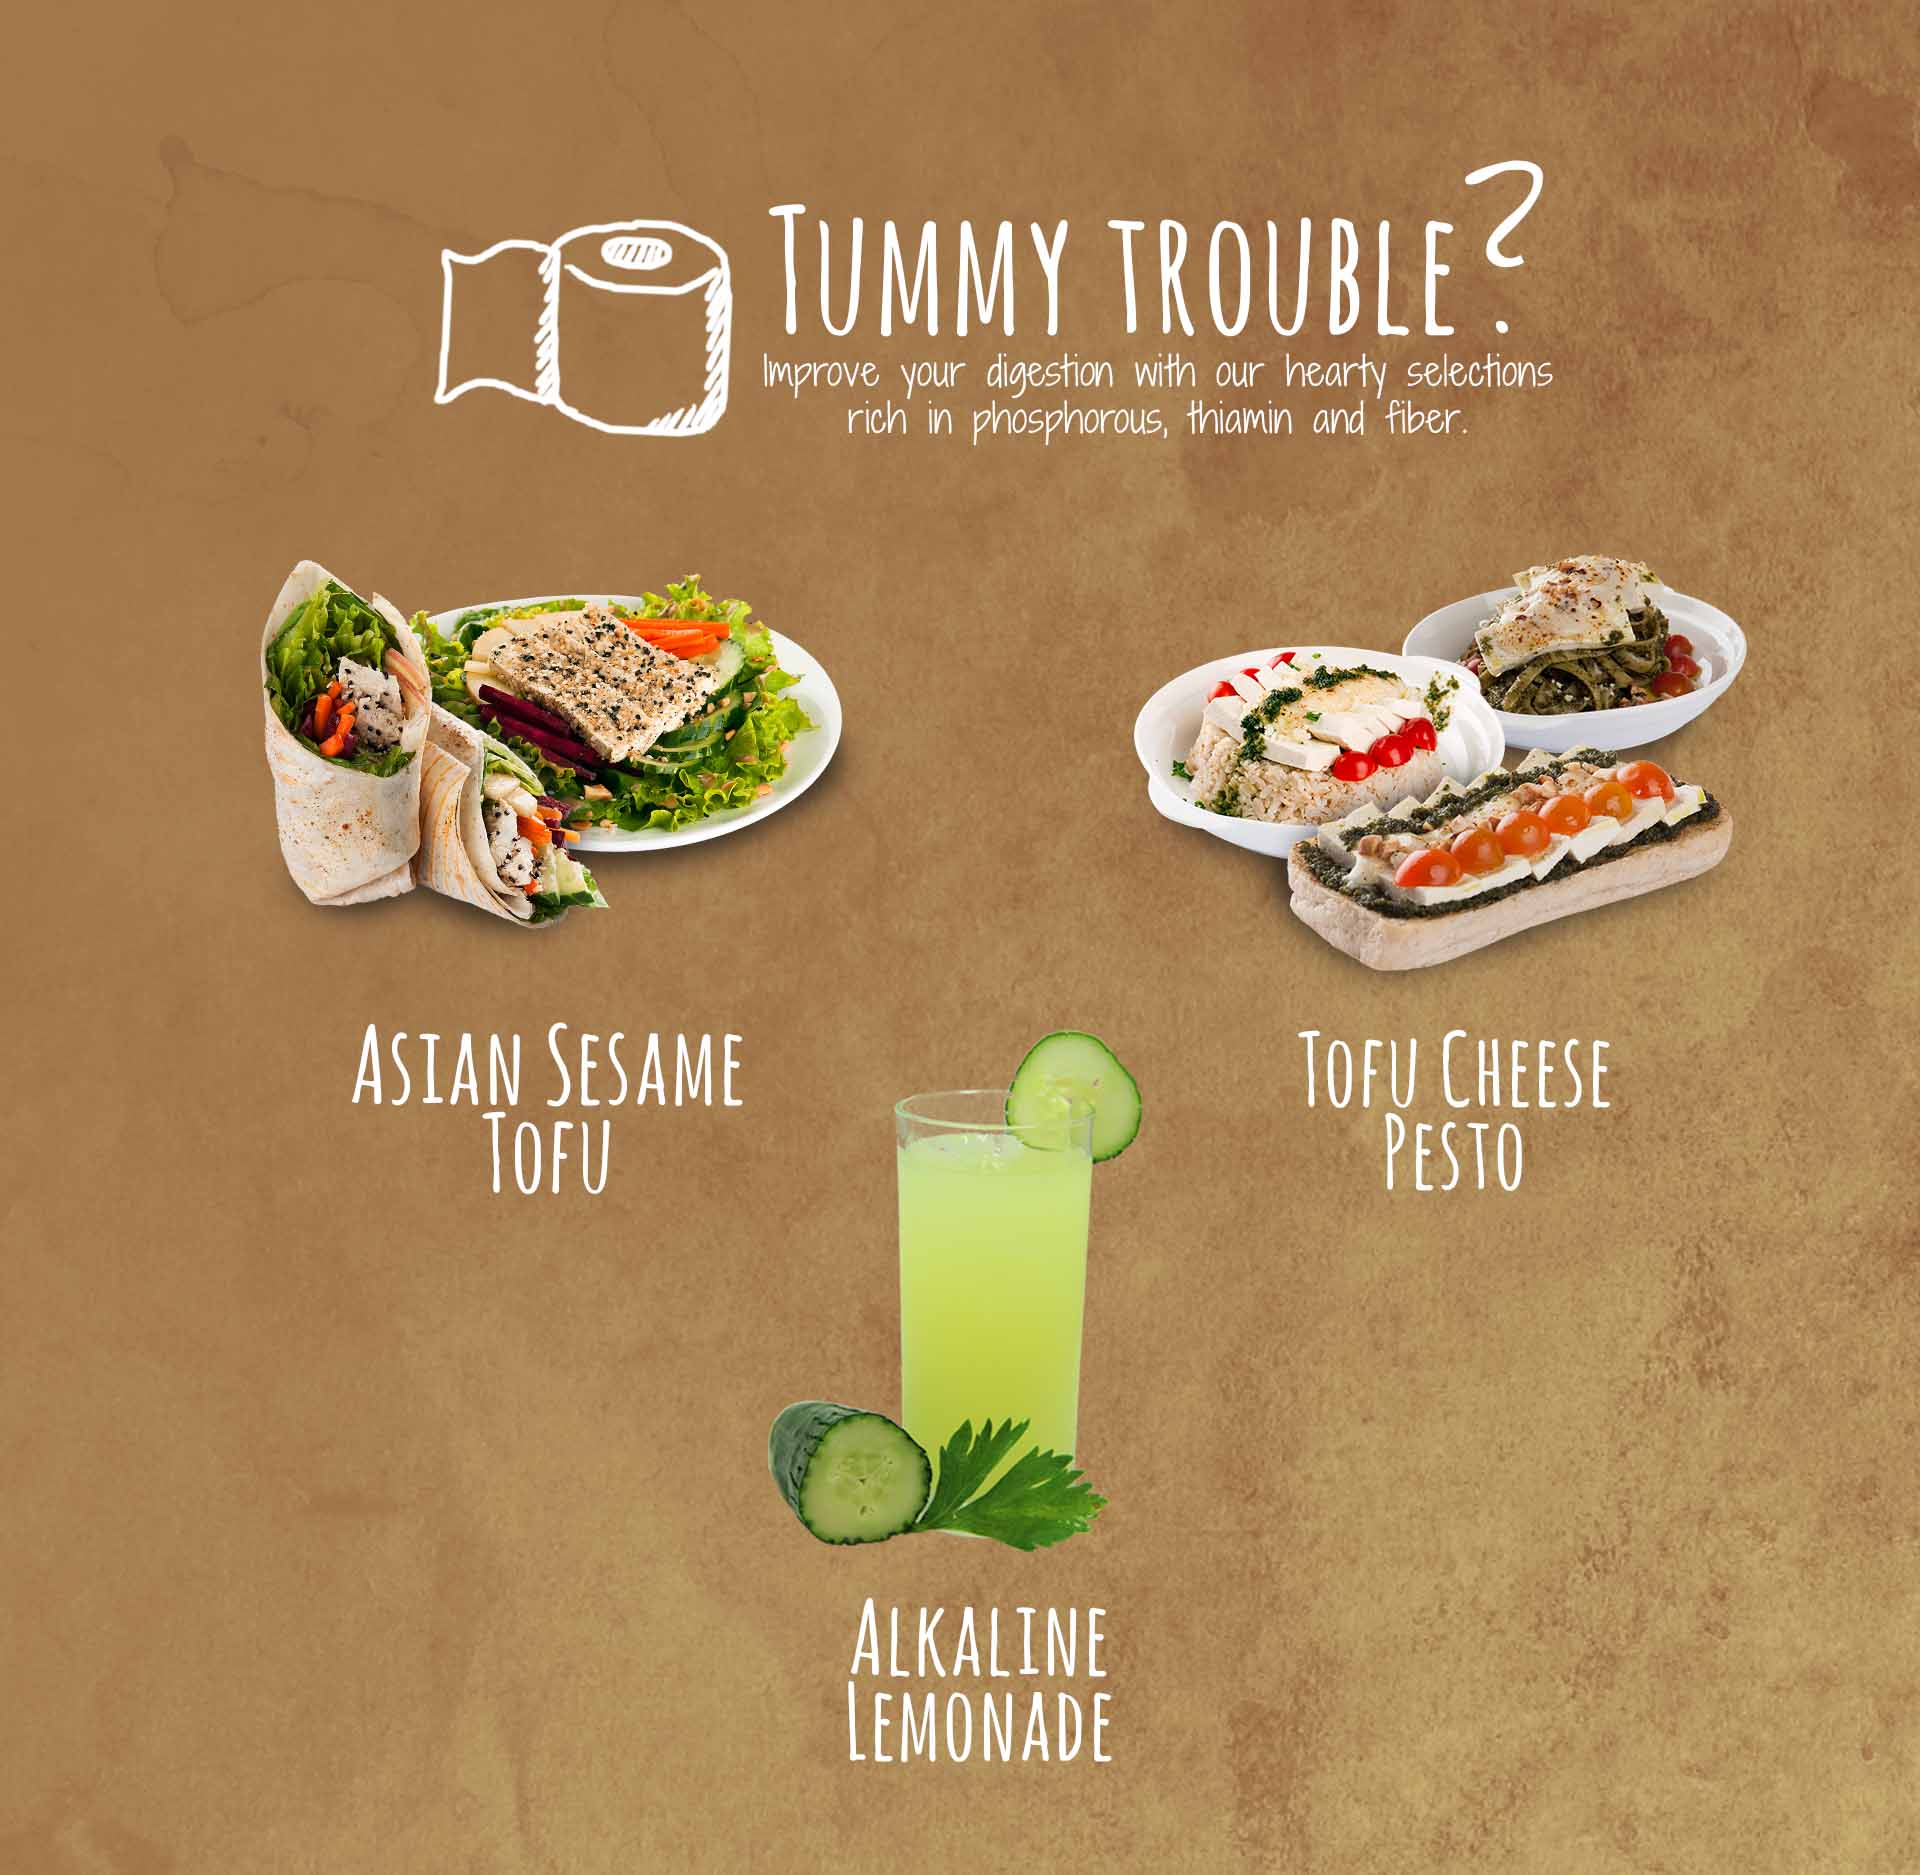 Tummy trouble?
Improve your digestion with our hearty selections
rich in phosphorous, thiamin and fiber.
Asian Sesame
Tofu
Tofu Cheese
Pesto
Alkaline
Lemonade